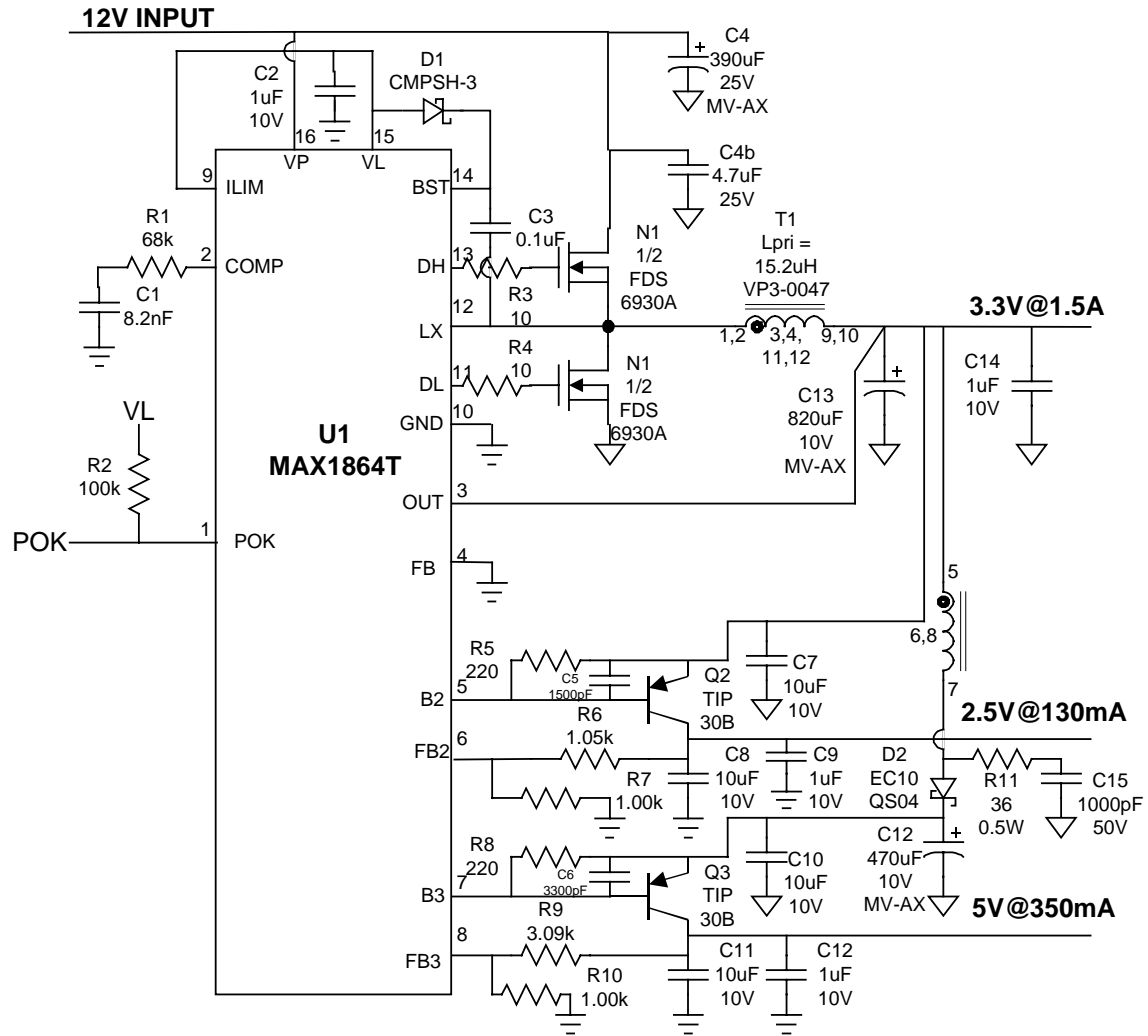 12V INPUT
C4
390uF
25V
MV-AX
D1
CMPSH-3
C2
1uF
10V
16
VP
15
VL
9
ILIM
14
BST
C4b
4.7uF
25V
R1
68k
2
COMP
C1
8.2nF
C3
0.1uF
13
DH
R3
10
N1
1/2
FDS
6930A
T1
Lpri =
15.2uH
VP3-0047
12
LX
1,2
3,4,
11,12
9,10
3.3V@1.5A
R4
10
11
DL
N1
1/2
FDS
6930A
10
GND
C13
820uF
10V
MV-AX
C14
1uF
10V
U1
MAX1864T
VL
R2
100k
POK
1
POK
3
OUT
4
FB
5
6,8
7
R5
220
C5
1500pF
5
B2
Q2
TIP
30B
C7
10uF
10V
2.5V@130mA
6
FB2
R6
1.05k
R7
1.00k
C8
10uF
10V
C9
1uF
10V
D2
EC10
QS04
R11
36
0.5W
C15
1000pF
50V
R8
220
C6
3300pF
7
B3
Q3
TIP
30B
C10
10uF
10V
C12
470uF
10V
MV-AX
5V@350mA
8
FB3
R9
3.09k
R10
1.00k
C11
10uF
10V
C12
1uF
10V